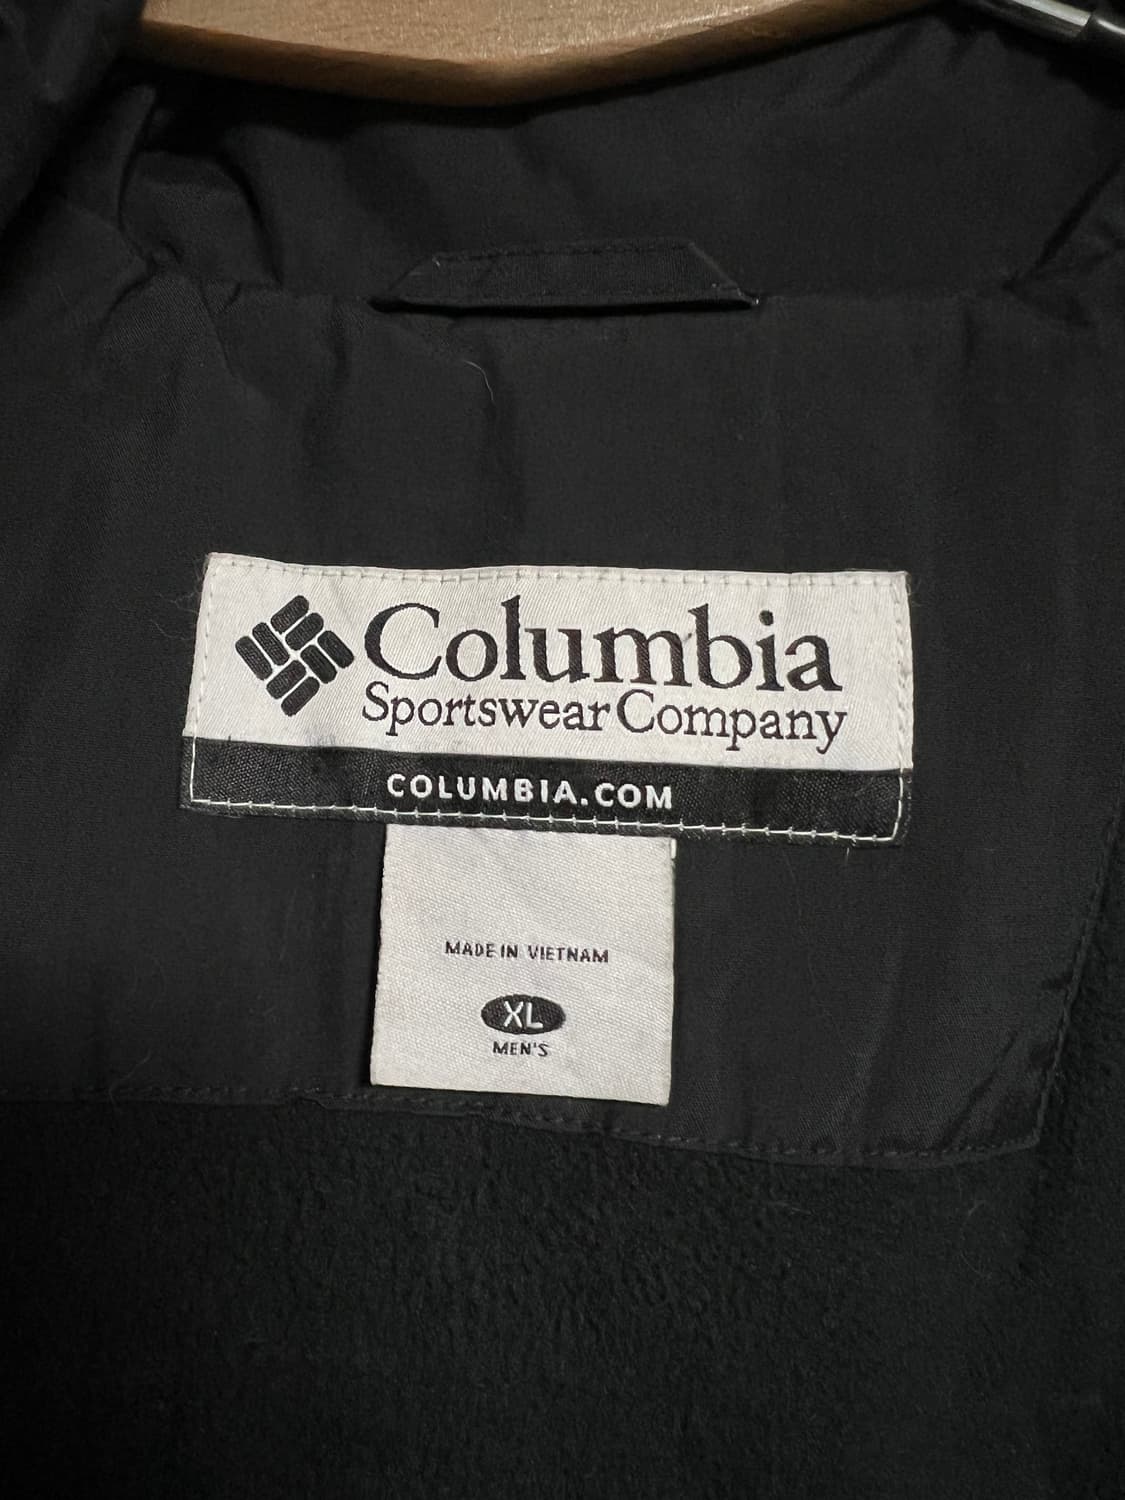 Columbia
Sportswear Company
COLUMBIA.COM
MADE IN VIETNAM
XL
MEN'S